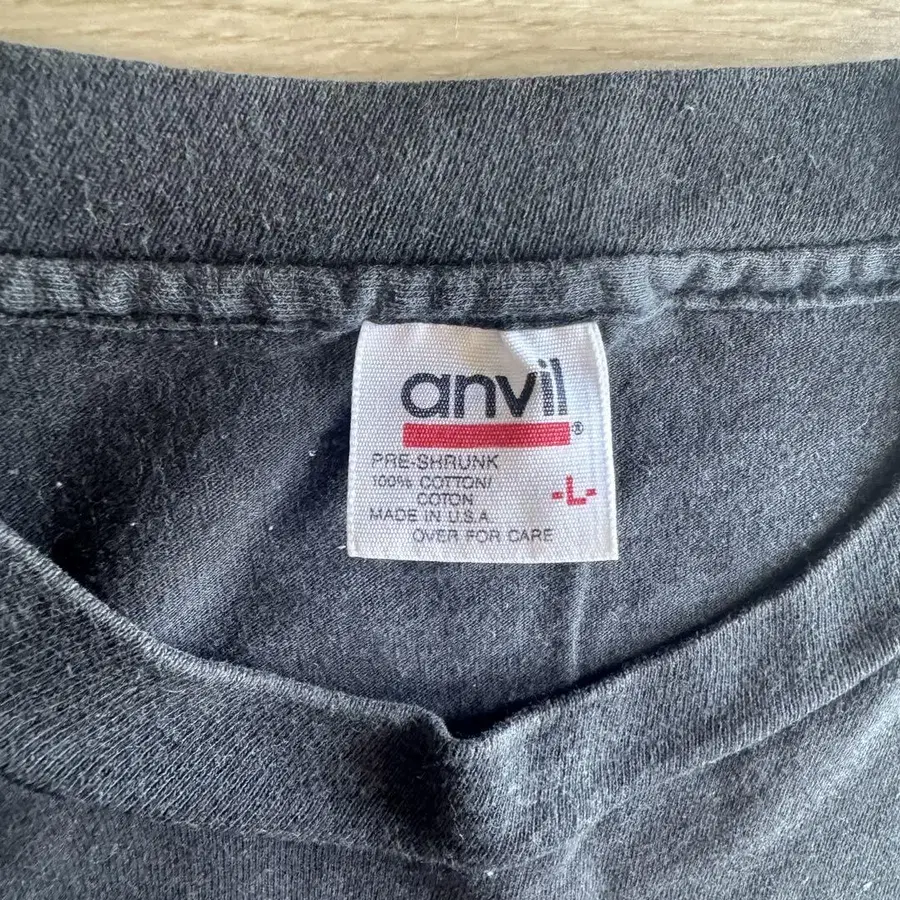 anvil®
PRE-SHRUNK
100% COTTON/
COTON
-L-
MADE IN U.S.A.
OVER FOR CARE